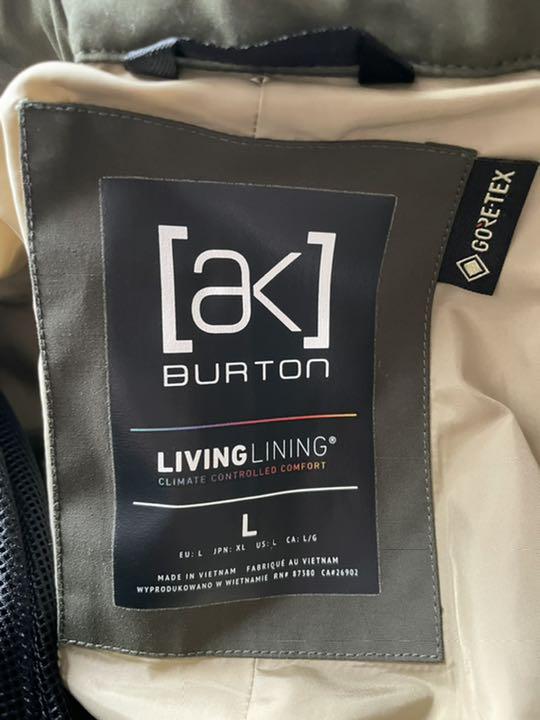 [ak]
BURTON
GORE-TEX
LIVINGLINING®
CLIMATE CONTROLLED COMFORT
L
EU: L JPN: XL US: L CA: L/G
MADE IN VIETNAM FABRIQUÉ AU VIETNAM
WYPRODUKOWANO W WIETNAMIE RN# 87380 CA#26902